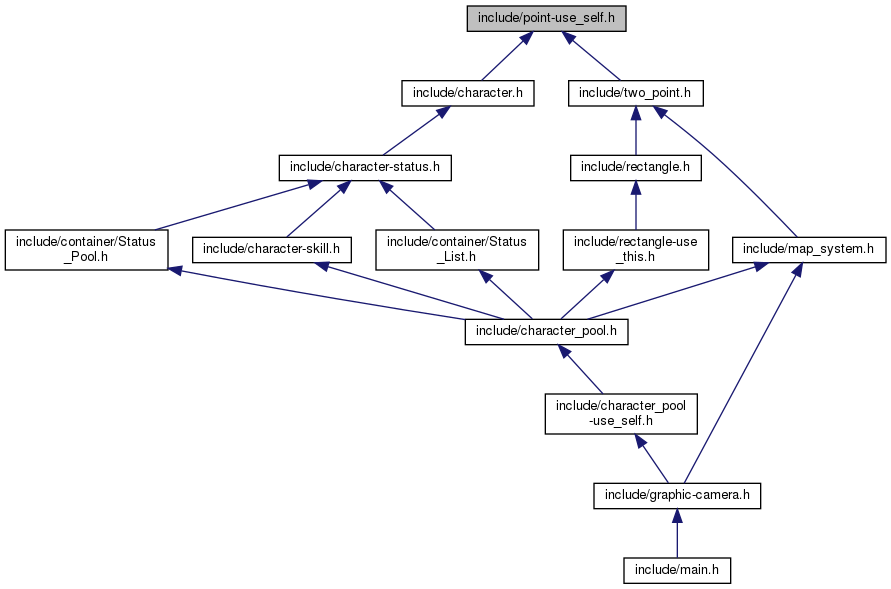 include/point-use_self.h
include/character.h
include/two_point.h
include/character-status.h
include/rectangle.h
include/container/Status
_Pool.h
include/character-skill.h
include/container/Status
_List.h
include/rectangle-use
_this.h
include/map_system.h
include/character_pool.h
include/character_pool
-use_self.h
include/graphic-camera.h
include/main.h